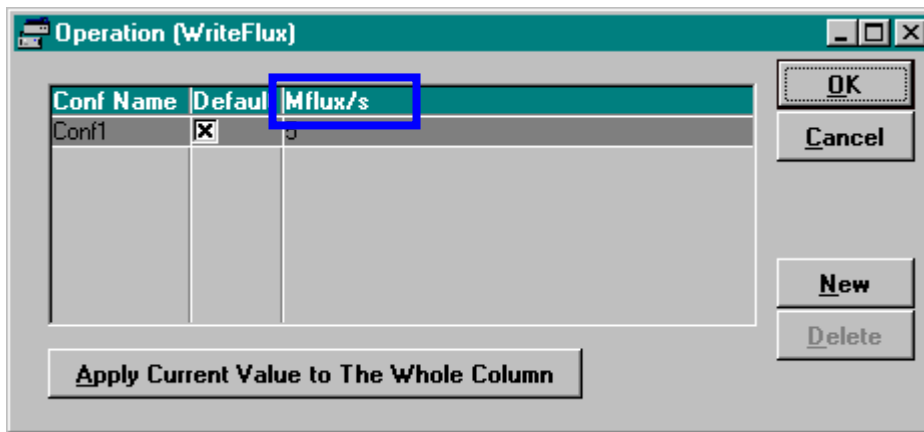 Operation (WriteFlux)
Conf Name Defaul Mflux/s
Conf1
OK
Cancel
New
Delete
Apply Current Value to The Whole Column